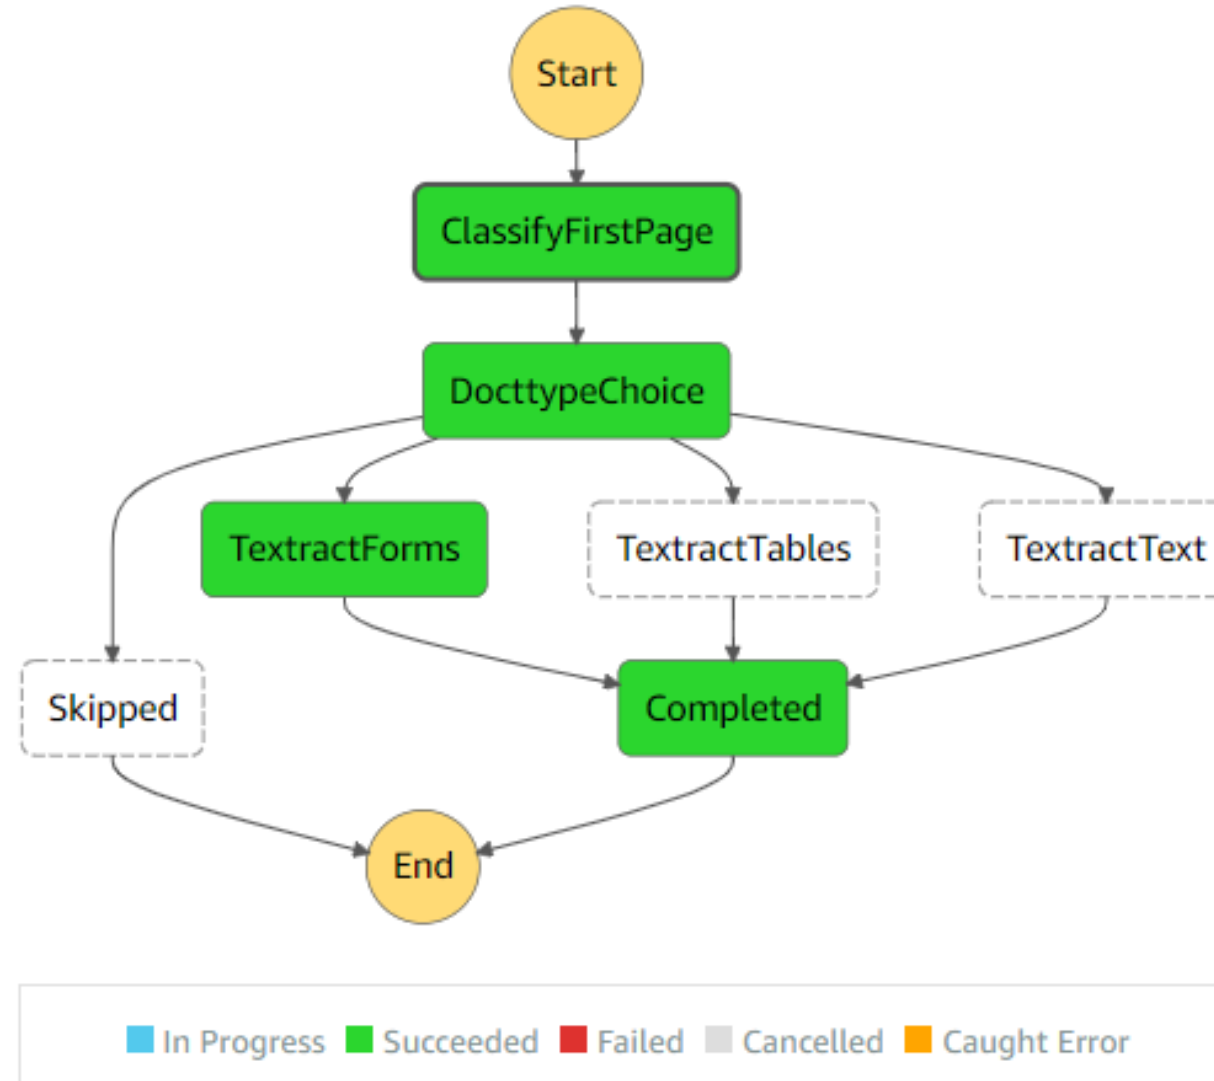 Start
ClassifyFirstPage
DocttypeChoice
TextractForms
TextractTables
TextractText
Skipped
Completed
End
In Progress
Succeeded
Failed
Cancelled
Caught Error